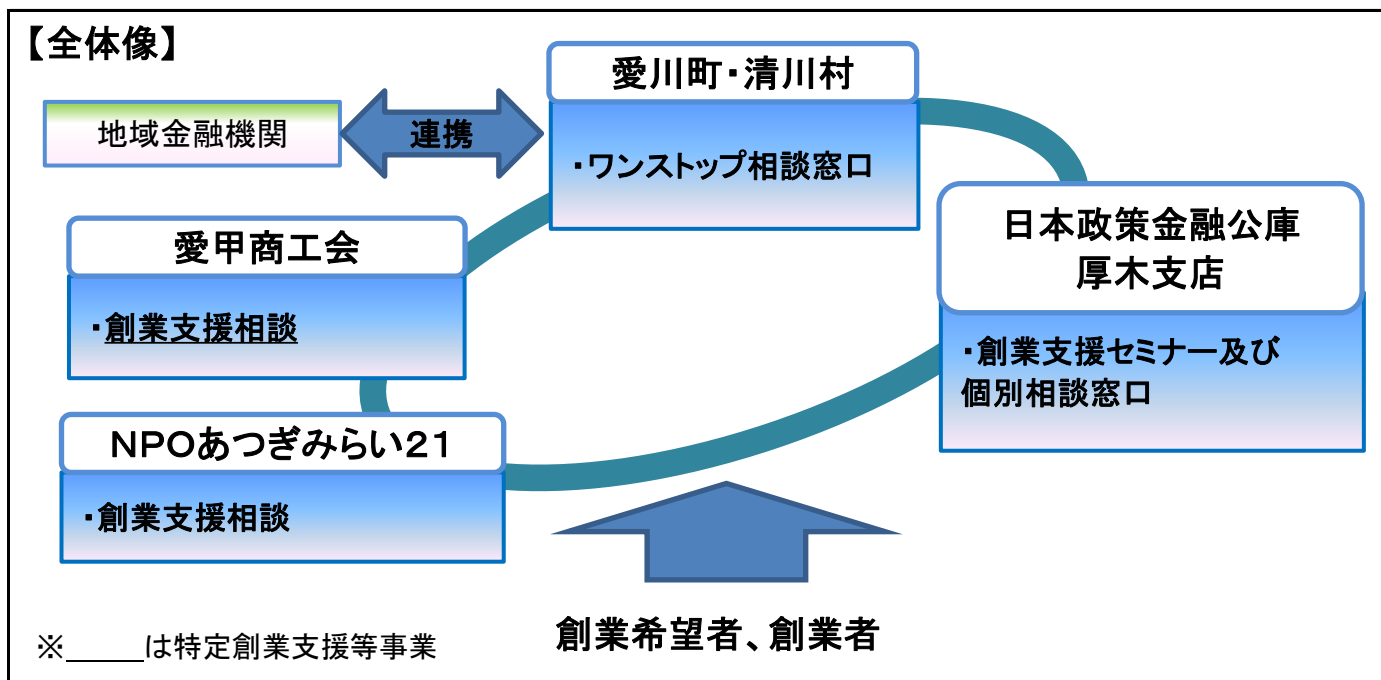 【全体像】
愛川町・清川村
・ワンストップ相談窓口
地域金融機関
連携
日本政策金融公庫
厚木支店
・創業支援セミナー及び
個別相談窓口
愛甲商工会
・創業支援相談
NPOあつぎみらい21
・創業支援相談
創業希望者、創業者
※_____は特定創業支援等事業